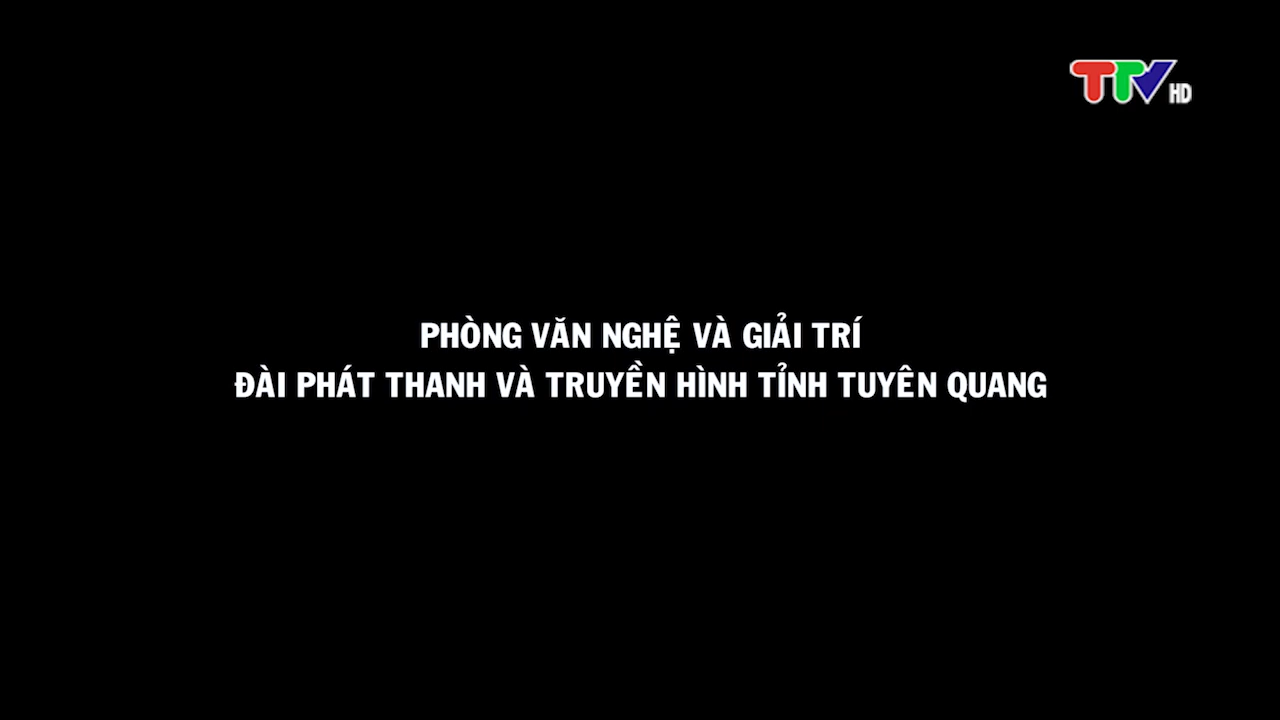 TTV HD
PHÒNG VĂN NGHỆ VÀ GIẢI TRÍ
ĐÀI PHÁT THANH VÀ TRUYỀN HÌNH TỈNH TUYÊN QUANG